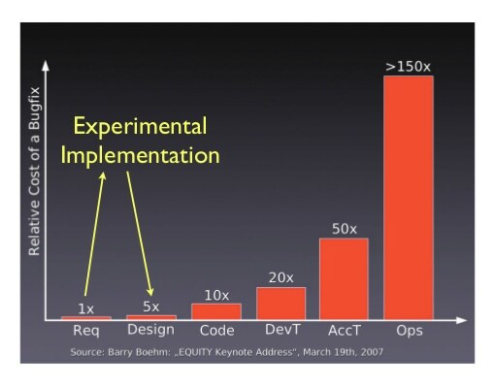 >150x
Experimental
Implementation
Relative Cost of a Bugfix
50x
20x
10x
5x
1x
Req Design Code DevT AccT Ops
Source: Barry Boehm: „EQUITY Keynote Address“, March 19th, 2007